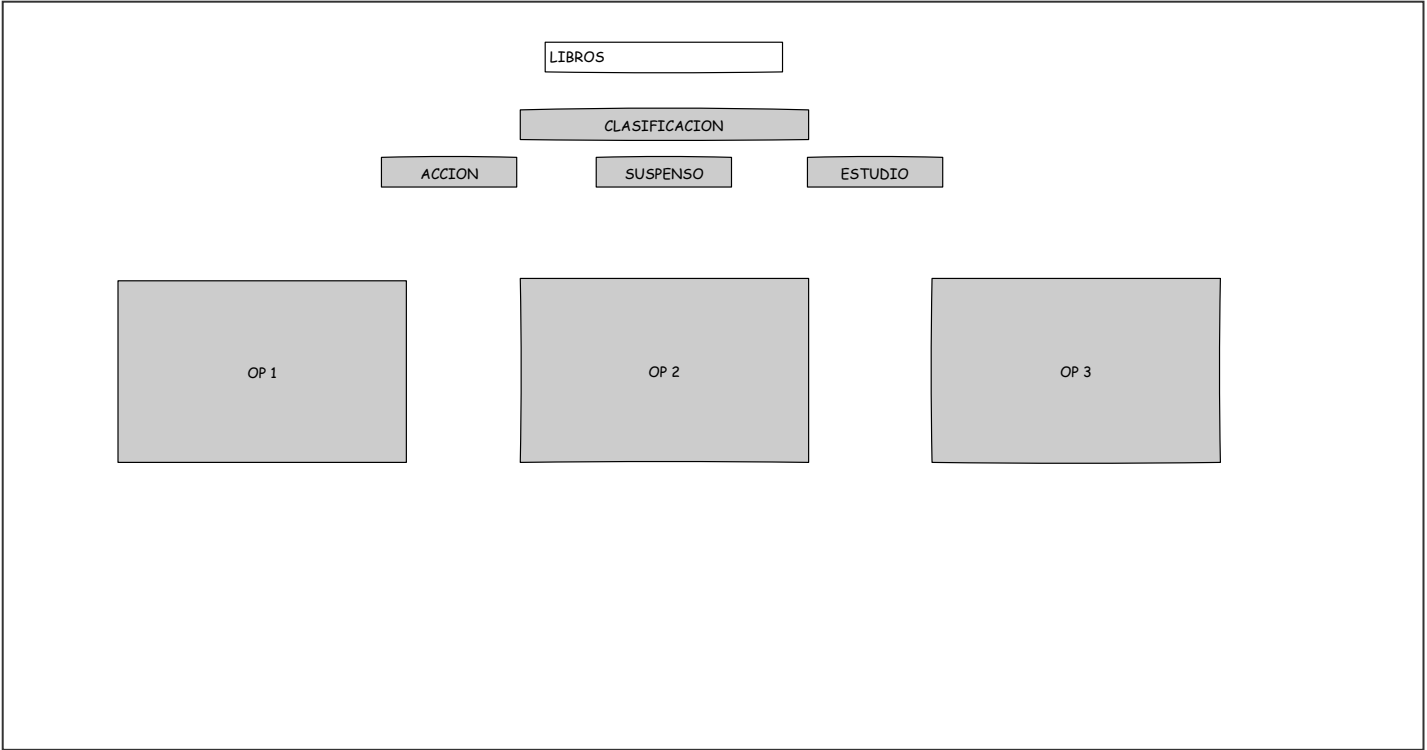 LIBROS
CLASIFICACION
ACCION
SUSPENSO
ESTUDIO
OP 1
OP 2
OP 3